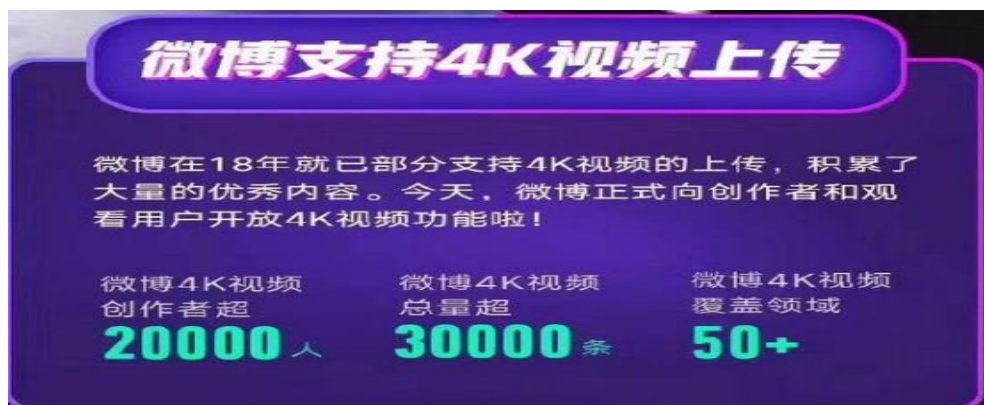 微博支持4K视频上传
微博在18年就已部分支持4K视频的上传，积累了
大量的优秀内容。今天，微博正式向创作者和观
看用户开放4K视频功能啦！
微博4K视频
创作者超
20000人
微博4K视频
总量超
30000条
微博4K视频
覆盖领域
50+